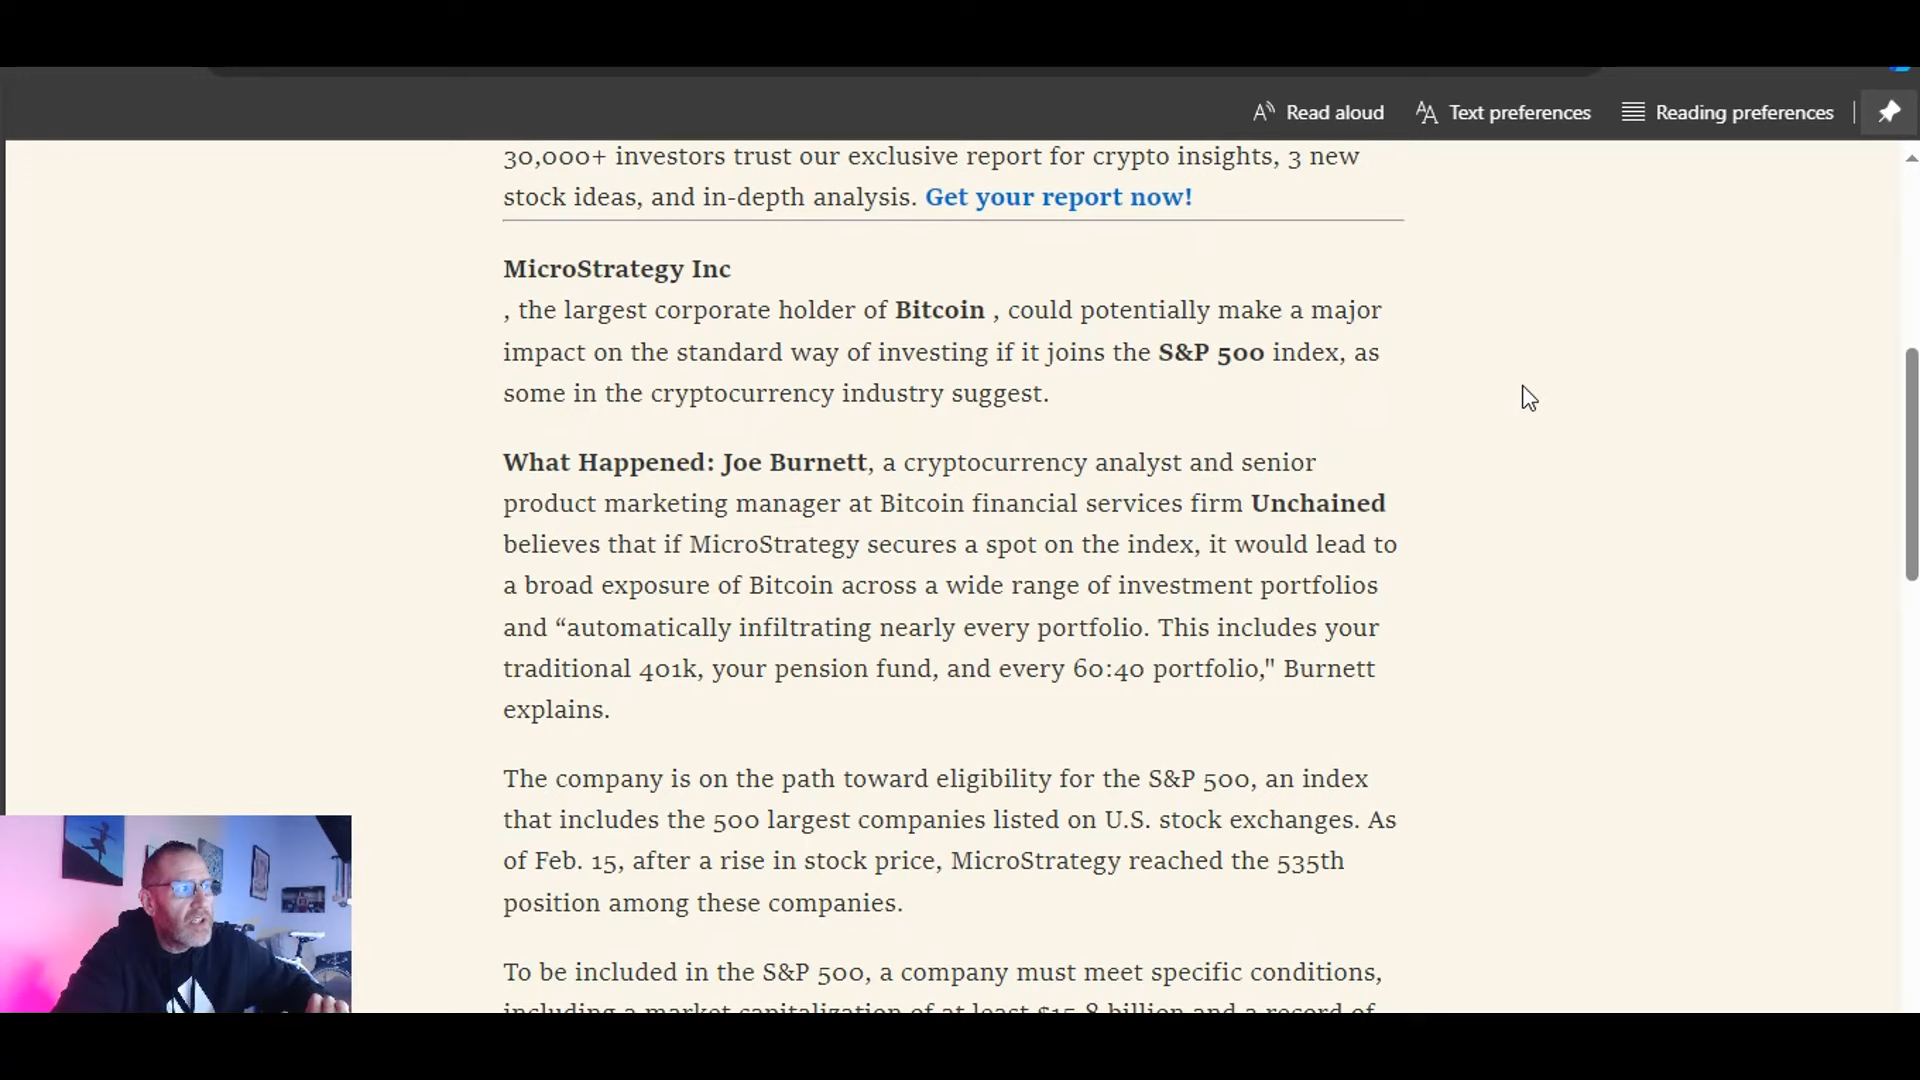 Read aloud
Text preferences
Reading preferences
30,000+ investors trust our exclusive report for crypto insights, 3 new
stock ideas, and in-depth analysis. Get your report now!
MicroStrategy Inc
, the largest corporate holder of Bitcoin , could potentially make a major
impact on the standard way of investing if it joins the S&P 500 index, as
some in the cryptocurrency industry suggest.
What Happened: Joe Burnett, a cryptocurrency analyst and senior
product marketing manager at Bitcoin financial services firm Unchained
believes that if MicroStrategy secures a spot on the index, it would lead to
a broad exposure of Bitcoin across a wide range of investment portfolios
and “automatically infiltrating nearly every portfolio. This includes your
traditional 401k, your pension fund, and every 60:40 portfolio," Burnett
explains.
The company is on the path toward eligibility for the S&P 500, an index
that includes the 500 largest companies listed on U.S. stock exchanges. As
of Feb. 15, after a rise in stock price, MicroStrategy reached the 535th
position among these companies.
To be included in the S&P 500, a company must meet specific conditions,
including a market capitalization of at least $15.8 billion and a record of